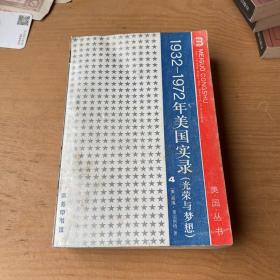 1932-1972年美国实录
(光荣与梦想)
4
MEIGUO CONGSHU
美国丛书
商务印书馆